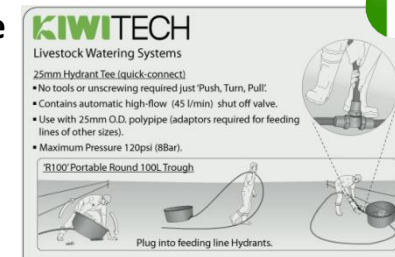 e
KIWITECH
Livestock Watering Systems
25mm Hydrant Tee (quick-connect)
▪ No tools or unscrewing required just 'Push, Turn, Pull'.
▪ Contains automatic high-flow (45 l/min) shut off valve.
▪ Use with 25mm O.D. polypipe (adaptors required for feeding
lines of other sizes).
▪ Maximum Pressure 120psi (8Bar).
'R100' Portable Round 100L Trough
Plug into feeding line Hydrants.